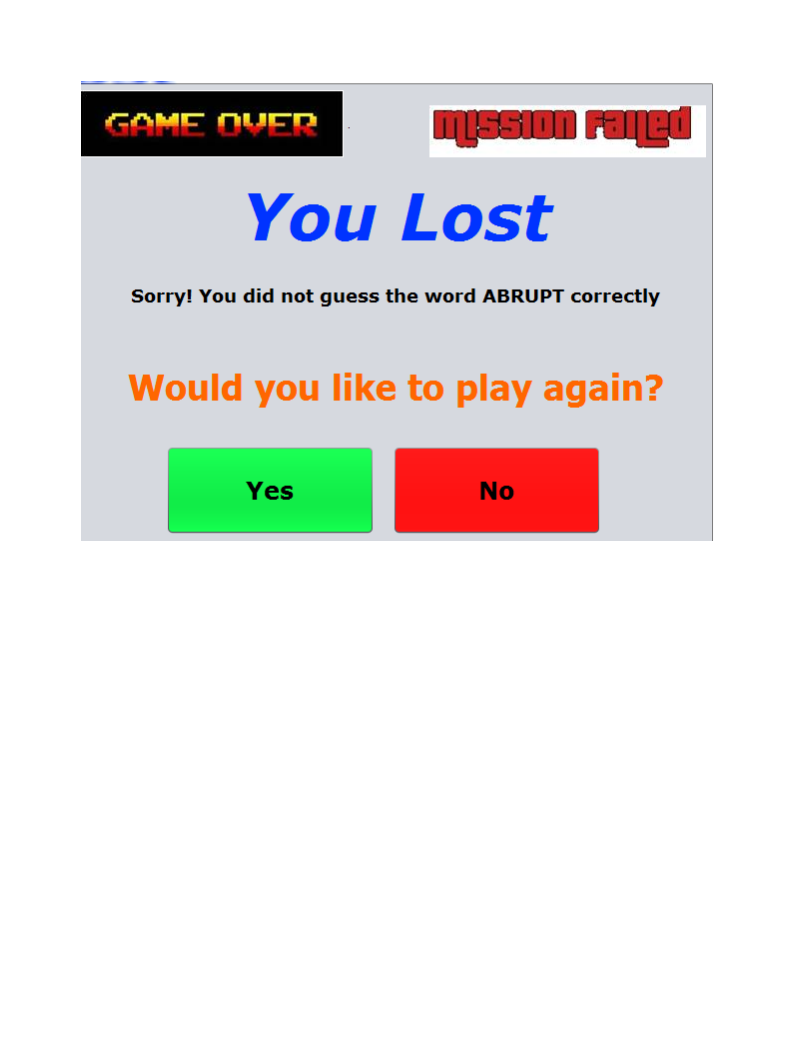 GAME OVER
MISSION FAILED
You Lost
Sorry! You did not guess the word ABRUPT correctly
Would you like to play again?
Yes
No